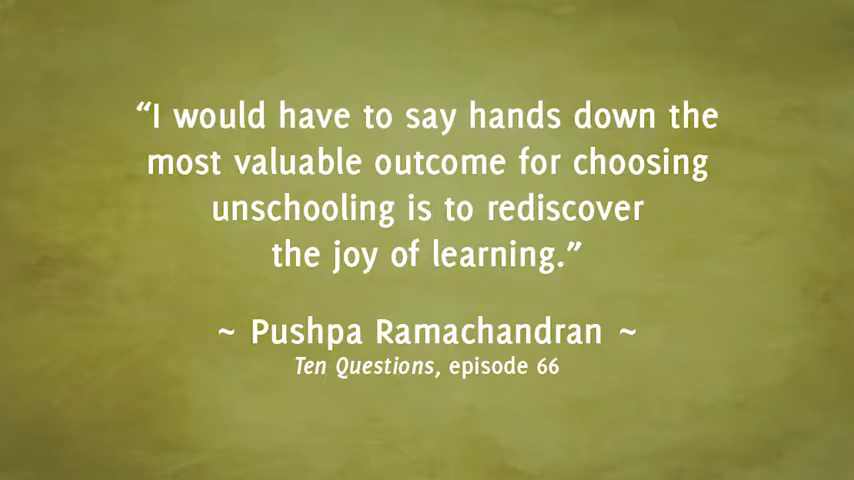 “I would have to say hands down the
most valuable outcome for choosing
unschooling is to rediscover
the joy of learning.”
~ Pushpa Ramachandran ~
Ten Questions, episode 66